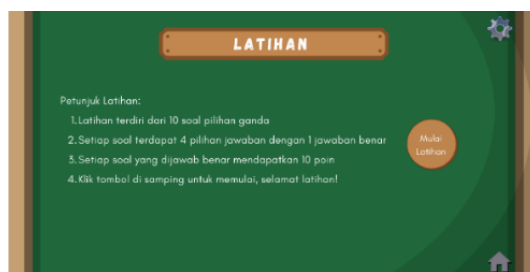 LATIHAN
Petunjuk Latihan:
1.Latihan terdiri dari 10 soal pilihan ganda
2.Setiap soal terdapat 4 pilihan jawaban dengan 1 jawaban benar
3.Setiap soal yang dijawab benar mendapatkan 10 poin
4.Klik tombol di samping untuk memulai, selamat latihan!
Mulai
Latihan